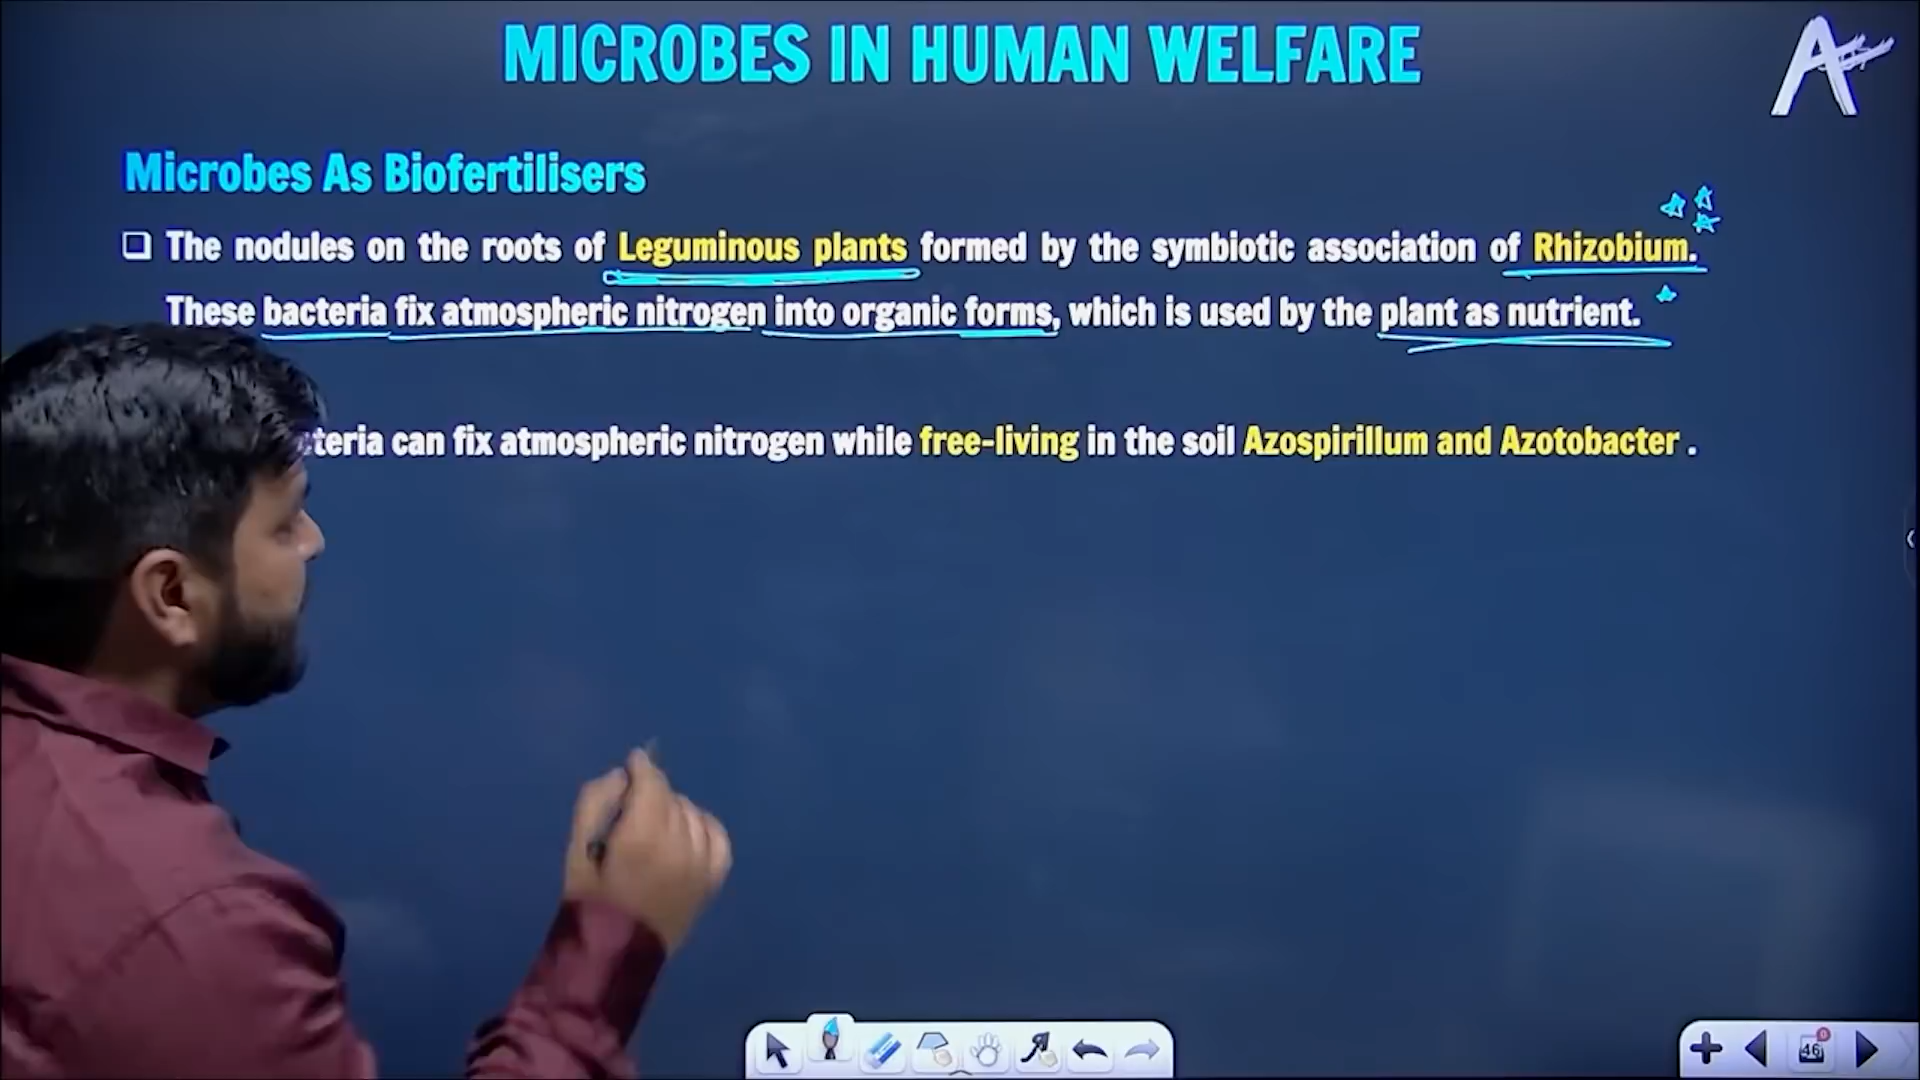 MICROBES IN HUMAN WELFARE
A
Microbes As Biofertilisers
The nodules on the roots of Leguminous plants formed by the symbiotic association of Rhizobium.
These bacteria fix atmospheric nitrogen into organic forms, which is used by the plant as nutrient.
can fix atmospheric nitrogen while free-living in the soil Azospirillum and Azotobacter .
46
0